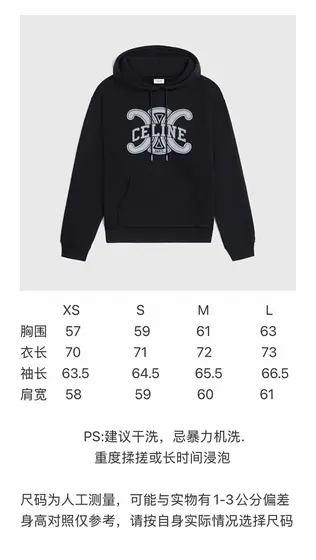 CELINE
XS S M L
胸围 57 59 61 63
衣长 70 71 72 73
袖长 63.5 64.5 65.5 66.5
肩宽 58 59 60 61
PS:建议干洗，忌暴力机洗.
重度揉搓或长时间浸泡
尺码为人工测量，可能与实物有1-3公分偏差
身高对照仅参考，请按自身实际情况选择尺码